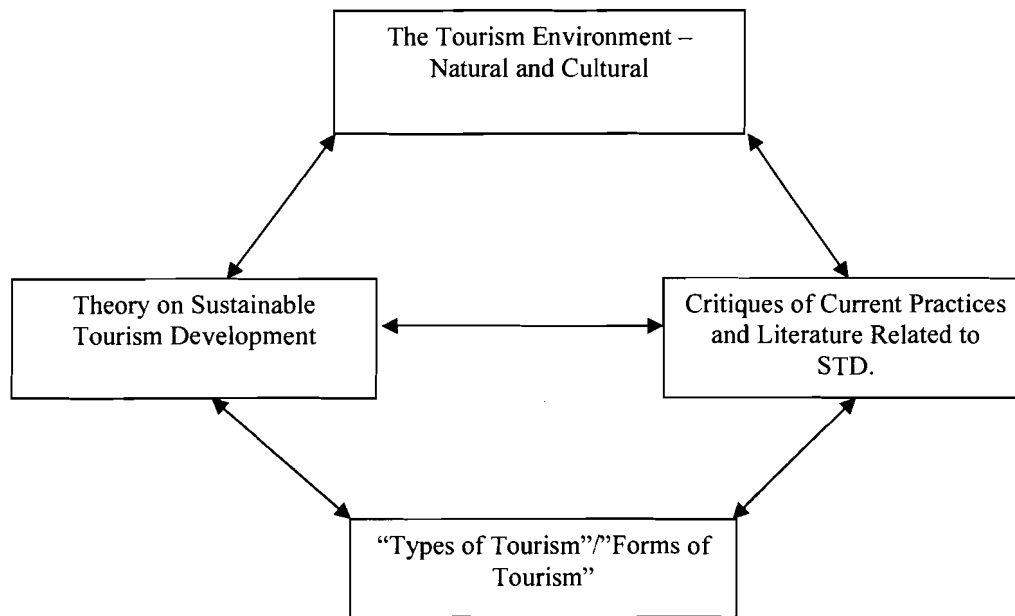 The Tourism Environment –
Natural and Cultural
Theory on Sustainable
Tourism Development
Critiques of Current Practices
and Literature Related to
STD.
“Types of Tourism”/”Forms of
Tourism”